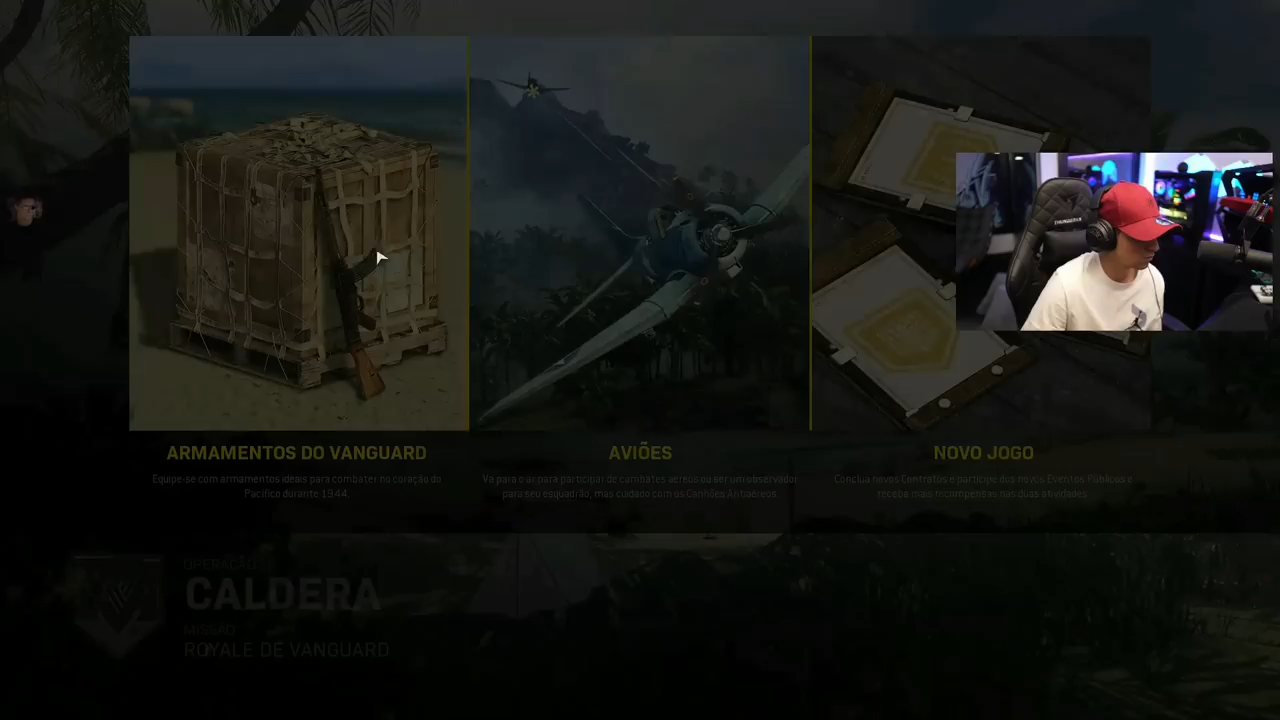 ARMAMENTOS DO VANGUARD
Equipe-se com armamentos ideais para combater no coração do
Pacífico durante 1944.
AVIÕES
Vá para o ar para participar de combates aéreos ou ser um observador
para seu esquadrão, mas cuidado com os Canhões Antiaéreos.
NOVO JOGO
Conclua novos Contratos e participe dos novos Eventos Públicos e
receba mais recompensas nas duas atividades.
OPERAÇÃO
CALDERA
MISSÃO
ROYALE DE VANGUARD